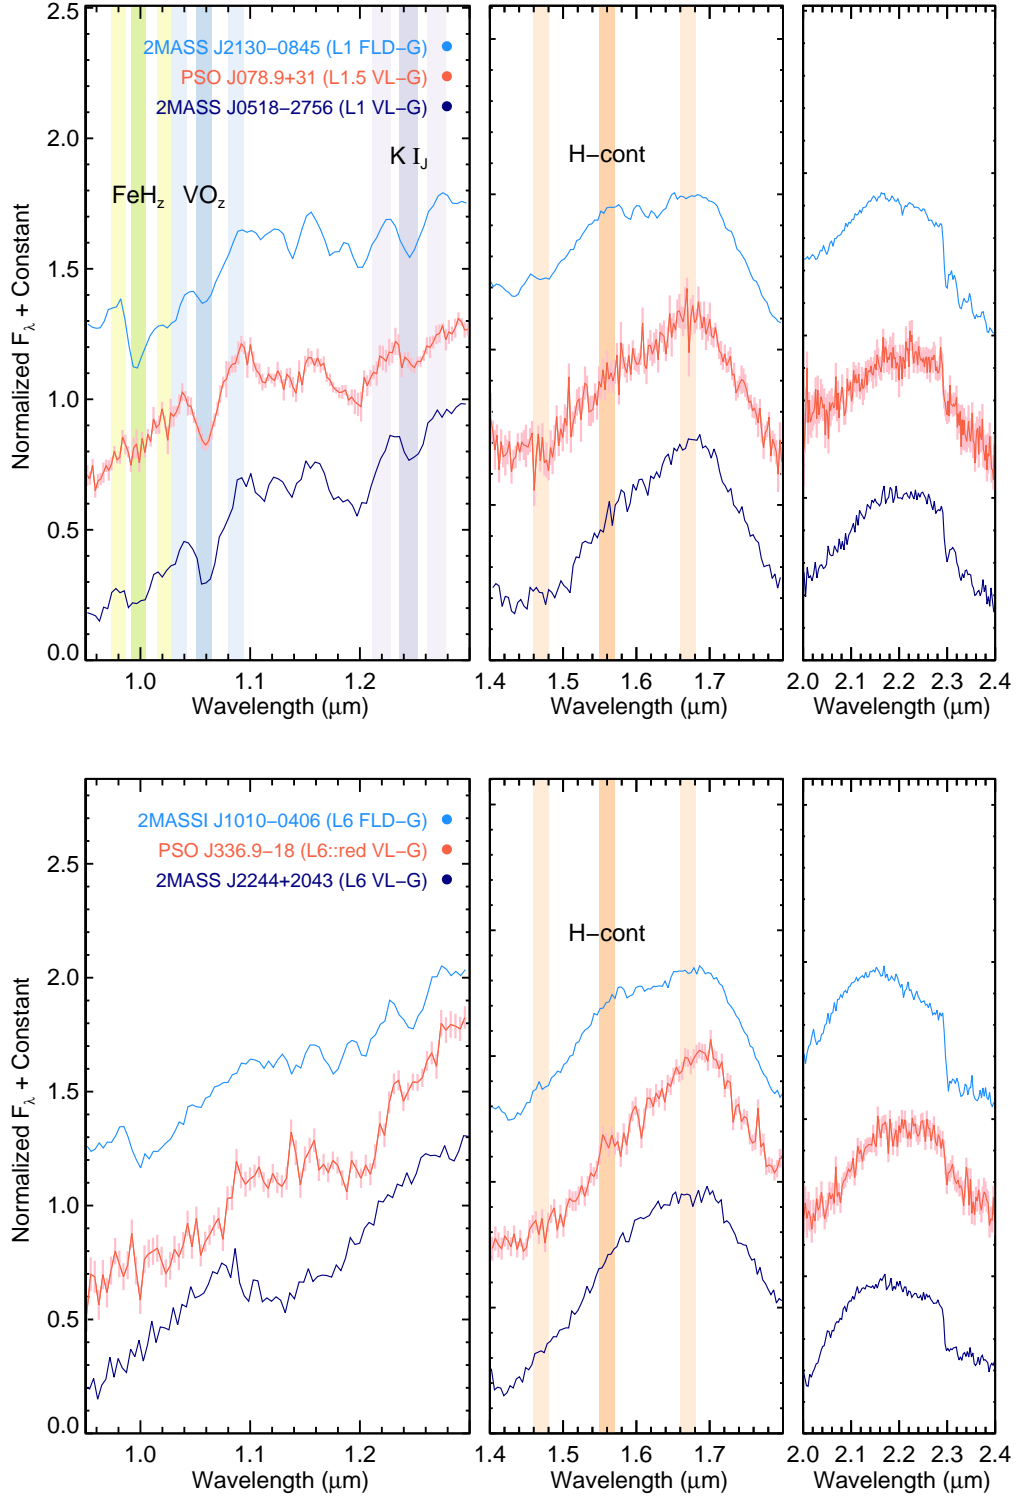 2.5
2MASS J2130−0845 (L1 FLD−G)
PSO J078.9+31 (L1.5 VL−G)
2MASS J0518−2756 (L1 VL−G)
2.0
K I_J
H−cont
FeH_z VO_z
1.5
Normalized F_λ + Constant
1.0
0.5
0.0
1.0 1.1 1.2 1.4 1.5 1.6 1.7 2.0 2.1 2.2 2.3 2.4
Wavelength (μm) Wavelength (μm) Wavelength (μm)
2MASSI J1010−0406 (L6 FLD−G)
PSO J336.9−18 (L6::red VL−G)
2MASS J2244+2043 (L6 VL−G)
2.5
H−cont
2.0
1.5
Normalized F_λ + Constant
1.0
0.5
0.0
1.0 1.1 1.2 1.4 1.5 1.6 1.7 2.0 2.1 2.2 2.3 2.4
Wavelength (μm) Wavelength (μm) Wavelength (μm)